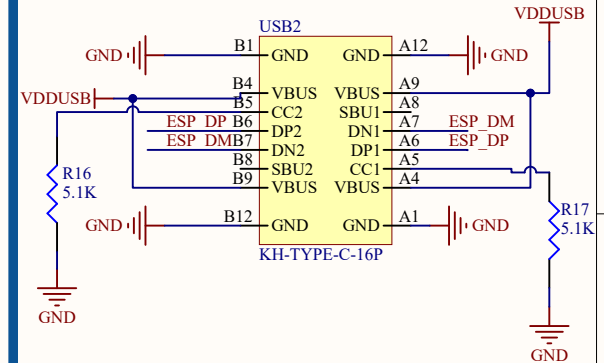 VDDUSB
USB2
GND B1 GND GND A12 GND
VDDUSB B4 VBUS VBUS A9
B5 CC2 SBU1 A8
ESP_DP B6 DP2 DN1 A7 ESP_DM
ESP_DM B7 DN2 DP1 A6 ESP_DP
B8 SBU2 CC1 A5
B9 VBUS VBUS A4
R16
5.1K
R17
5.1K
GND B12 GND GND A1 GND
KH-TYPE-C-16P
GND
GND